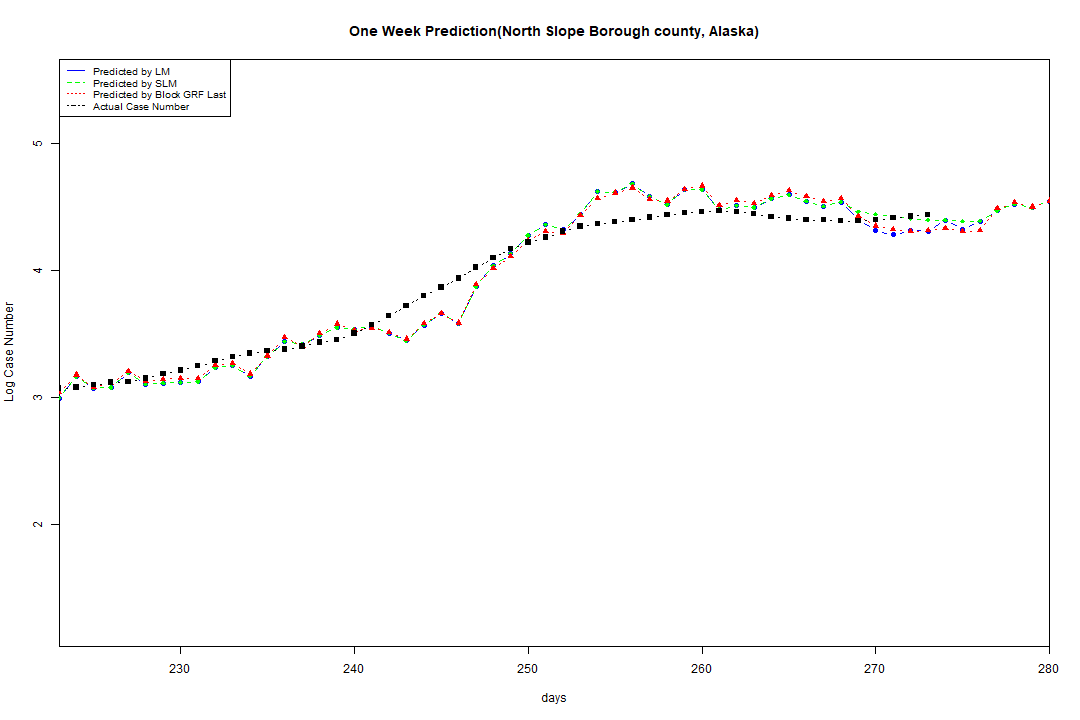 One Week Prediction(North Slope Borough county, Alaska)
Predicted by LM
Predicted by SLM
Predicted by Block GRF Last
Actual Case Number
5
4
3
2
Log Case Number
230 240 250 260 270 280
days